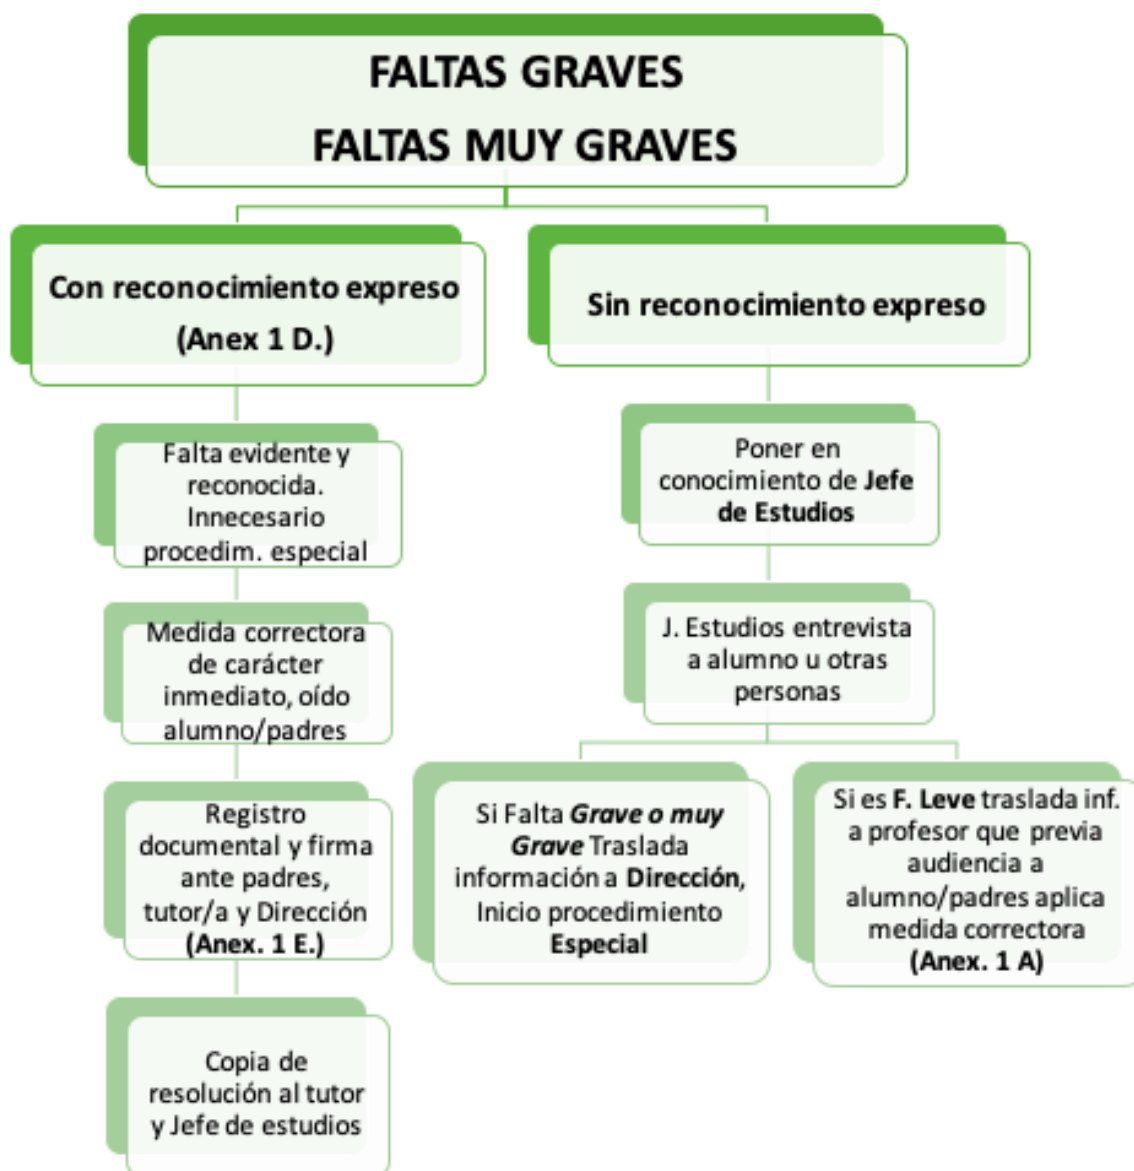 FALTAS GRAVES
FALTAS MUY GRAVES
Con reconocimiento expreso
(Anex 1 D.)
Falta evidente y
reconocida.
Innecesario
procedim. especial
Medida correctora
de carácter
inmediato, oído
alumno/padres
Registro
documental y firma
ante padres,
tutor/a y Dirección
(Anex. 1 E.)
Copia de
resolución al tutor
y Jefe de estudios
Sin reconocimiento expreso
Poner en
conocimiento de Jefe
de Estudios
J. Estudios entrevista
a alumno u otras
personas
Si Falta Grave o muy
Grave Traslada
información a Dirección,
Inicio procedimiento
Especial
Si es F. Leve traslada inf.
a profesor que previa
audiencia a
alumno/padres aplica
medida correctora
(Anex. 1 A)